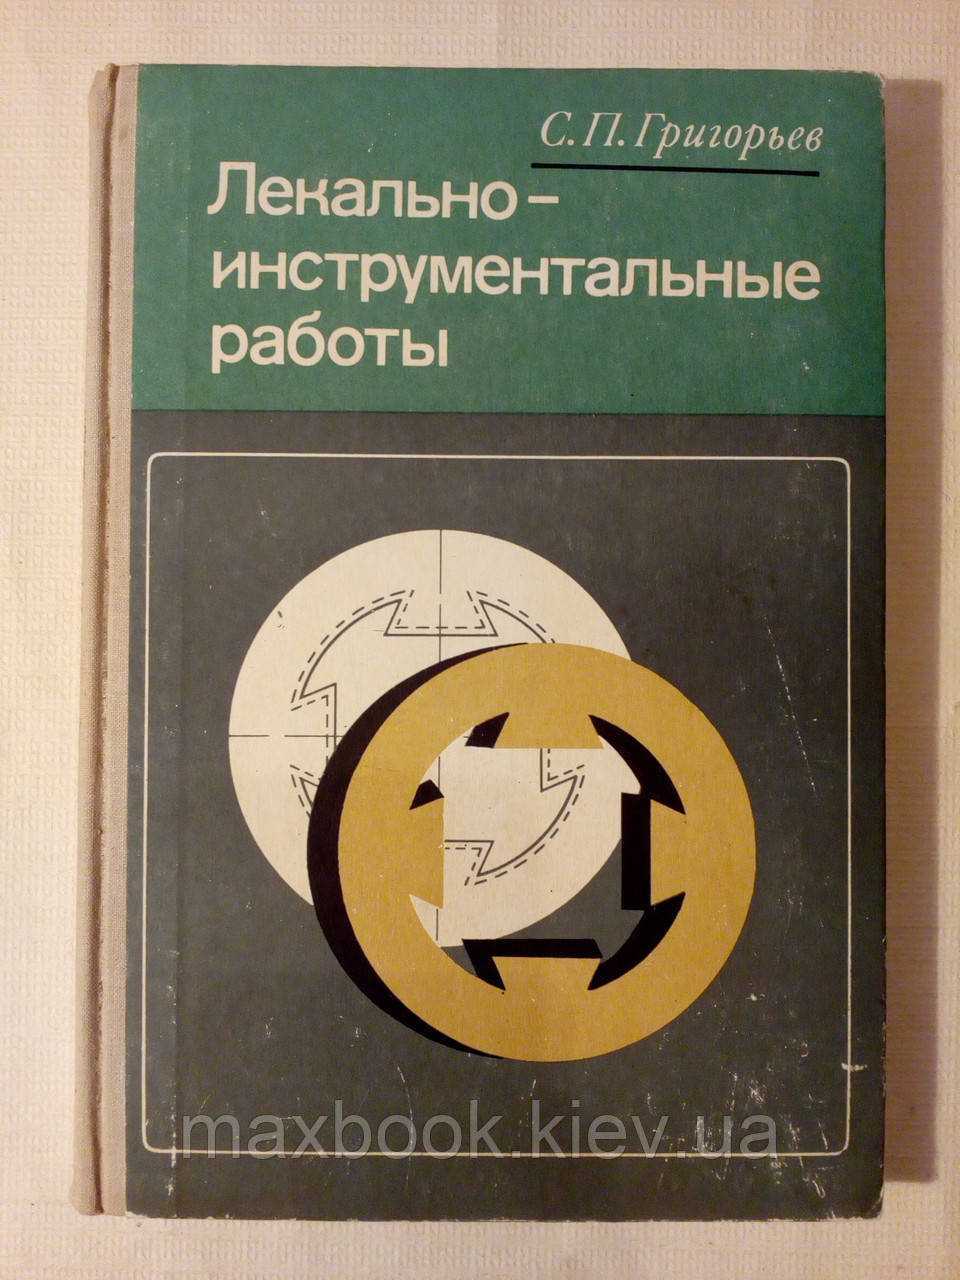 С.П.Григорьев
Лекально-
инструментальные
работы
maxbook.kiev.ua